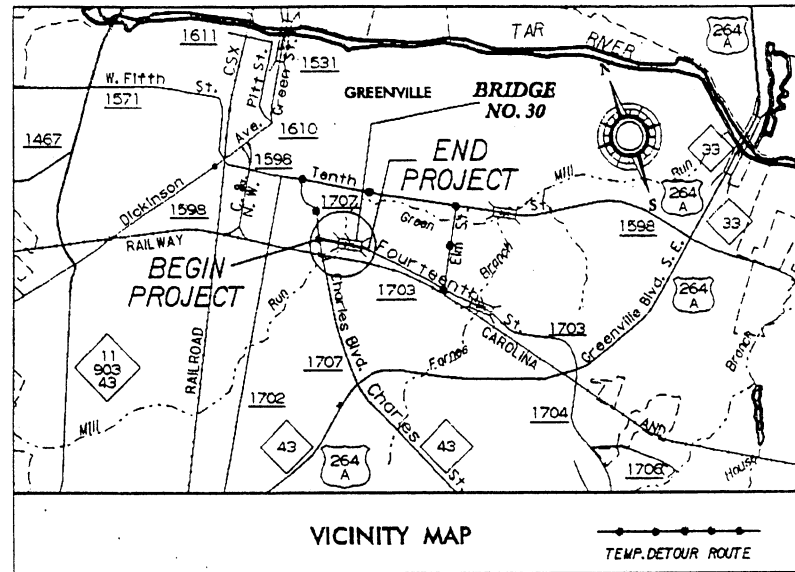 1611
CSX
Pitt St.
Green St.
1531
TAR
RIVER
264
A
W. Fifth
St.
1571
GREENVILLE
BRIDGE
NO. 30
1467
Ave.
1610
1598
END
PROJECT
33
Mill
Run
264
A
Dickinson
Tenth
St.
1707
Green
Elm
St
S
1598
33
1598
N.W.
RAILWAY
Fourteenth
Branch
BEGIN
PROJECT
Run
Charles Blvd.
1703
St.
1703
Greenville Blvd. S.E.
264
A
CAROLINA
11
903
43
RAILROAD
1707
Fornes
Branch
1702
Charles
St
1704
Ann
Mill
43
43
264
A
1706
House
VICINITY MAP
TEMP. DETOUR ROUTE